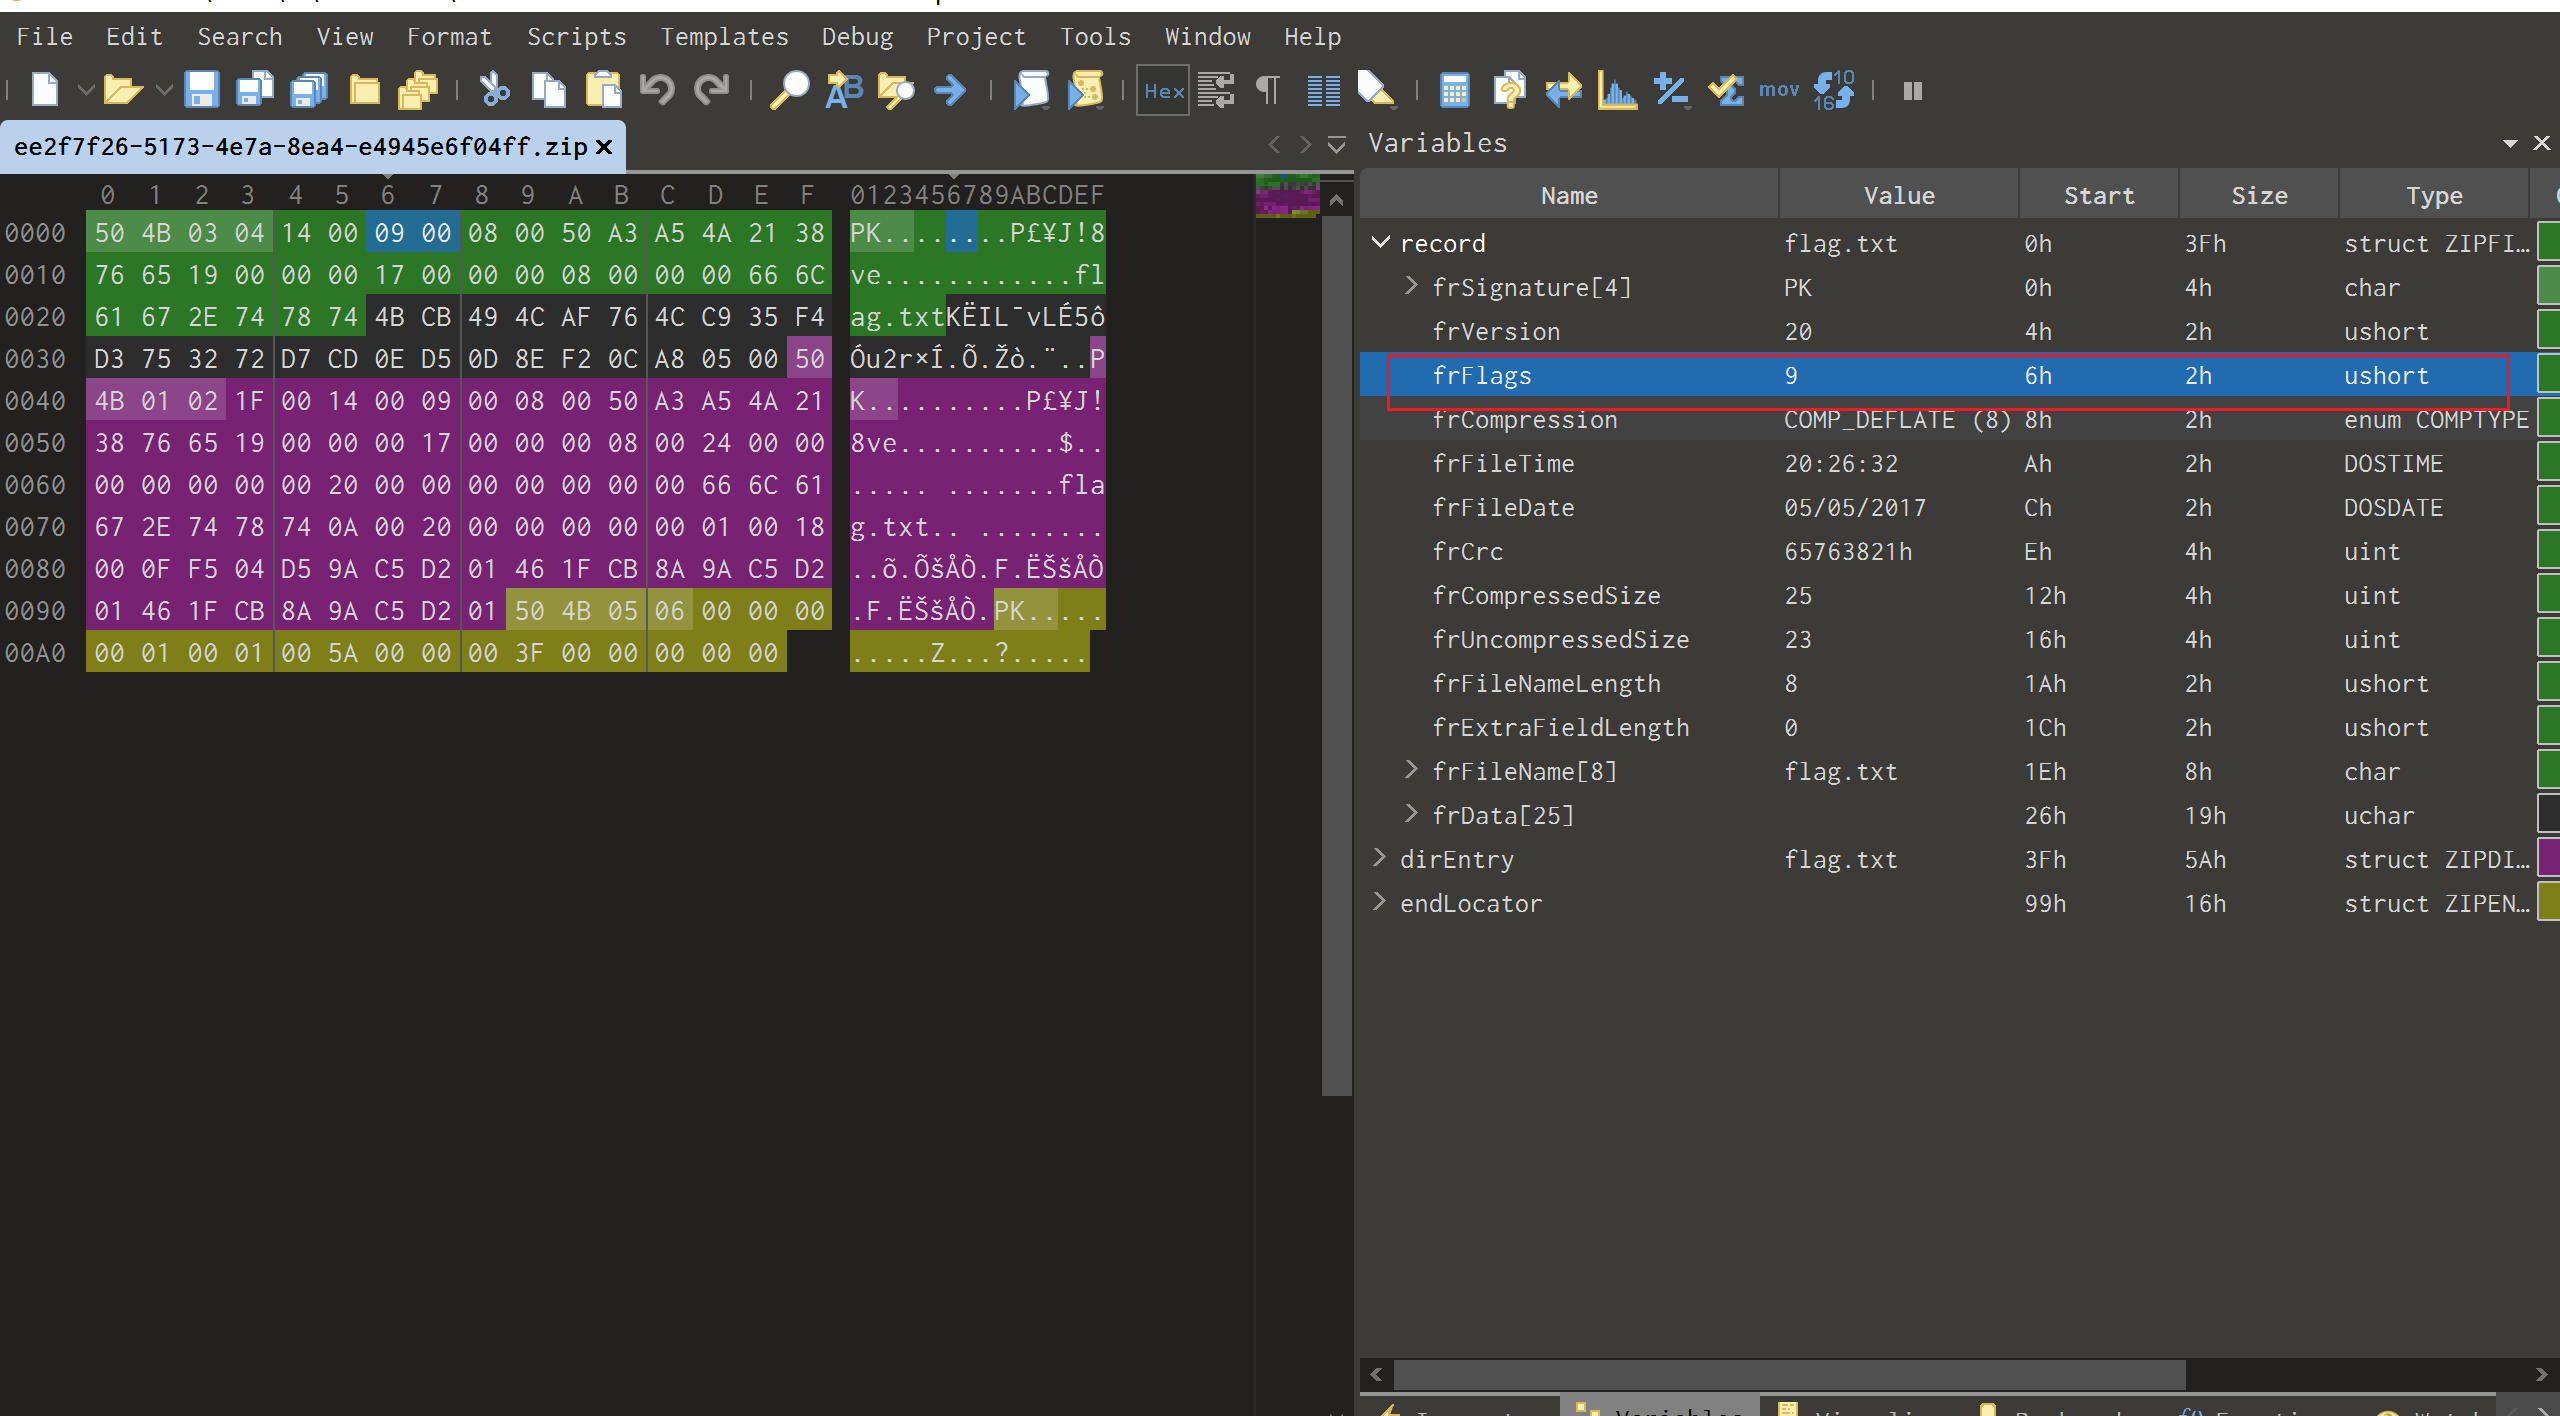 File Edit Search View Format Scripts Templates Debug Project Tools Window Help
Hex mov 10 16
ee2f7f26-5173-4e7a-8ea4-e4945e6f04ff.zip
0 1 2 3 4 5 6 7 8 9 A B C D E F 0123456789ABCDEF
0000 50 4B 03 04 14 00 09 00 08 00 50 A3 A5 4A 21 38 PK........P£¥J!8
0010 76 65 19 00 00 00 17 00 00 00 08 00 00 00 66 6C ve............fl
0020 61 67 2E 74 78 74 4B CB 49 4C AF 76 4C C9 35 F4 ag.txtKËIL¯vLÉ5ô
0030 D3 75 32 72 D7 CD 0E D5 0D 8E F2 0C A8 05 00 50 Óu2r×Í.Õ.Žò.¨..P
0040 4B 01 02 1F 00 14 00 09 00 08 00 50 A3 A5 4A 21 K..........P£¥J!
0050 38 76 65 19 00 00 00 17 00 00 00 08 00 24 00 00 8ve..........$..
0060 00 00 00 00 00 20 00 00 00 00 00 00 00 66 6C 61 ..... .......fla
0070 67 2E 74 78 74 0A 00 20 00 00 00 00 00 01 00 18 g.txt.. ........
0080 00 0F F5 04 D5 9A C5 D2 01 46 1F CB 8A 9A C5 D2 ..õ.ÕšÅÒ.F.ËŠšÅÒ
0090 01 46 1F CB 8A 9A C5 D2 01 50 4B 05 06 00 00 00 .F.ËŠšÅÒ.PK.....
00A0 00 01 00 01 00 5A 00 00 00 3F 00 00 00 00 00 .....Z...?.....
Variables
Name Value Start Size Type
record flag.txt 0h 3Fh struct ZIPFI…
frSignature[4] PK 0h 4h char
frVersion 20 4h 2h ushort
frFlags 9 6h 2h ushort
frCompression COMP_DEFLATE (8) 8h 2h enum COMPTYPE
frFileTime 20:26:32 Ah 2h DOSTIME
frFileDate 05/05/2017 Ch 2h DOSDATE
frCrc 65763821h Eh 4h uint
frCompressedSize 25 12h 4h uint
frUncompressedSize 23 16h 4h uint
frFileNameLength 8 1Ah 2h ushort
frExtraFieldLength 0 1Ch 2h ushort
frFileName[8] flag.txt 1Eh 8h char
frData[25] 26h 19h uchar
dirEntry flag.txt 3Fh 5Ah struct ZIPDI…
endLocator 99h 16h struct ZIPEN…
Variables